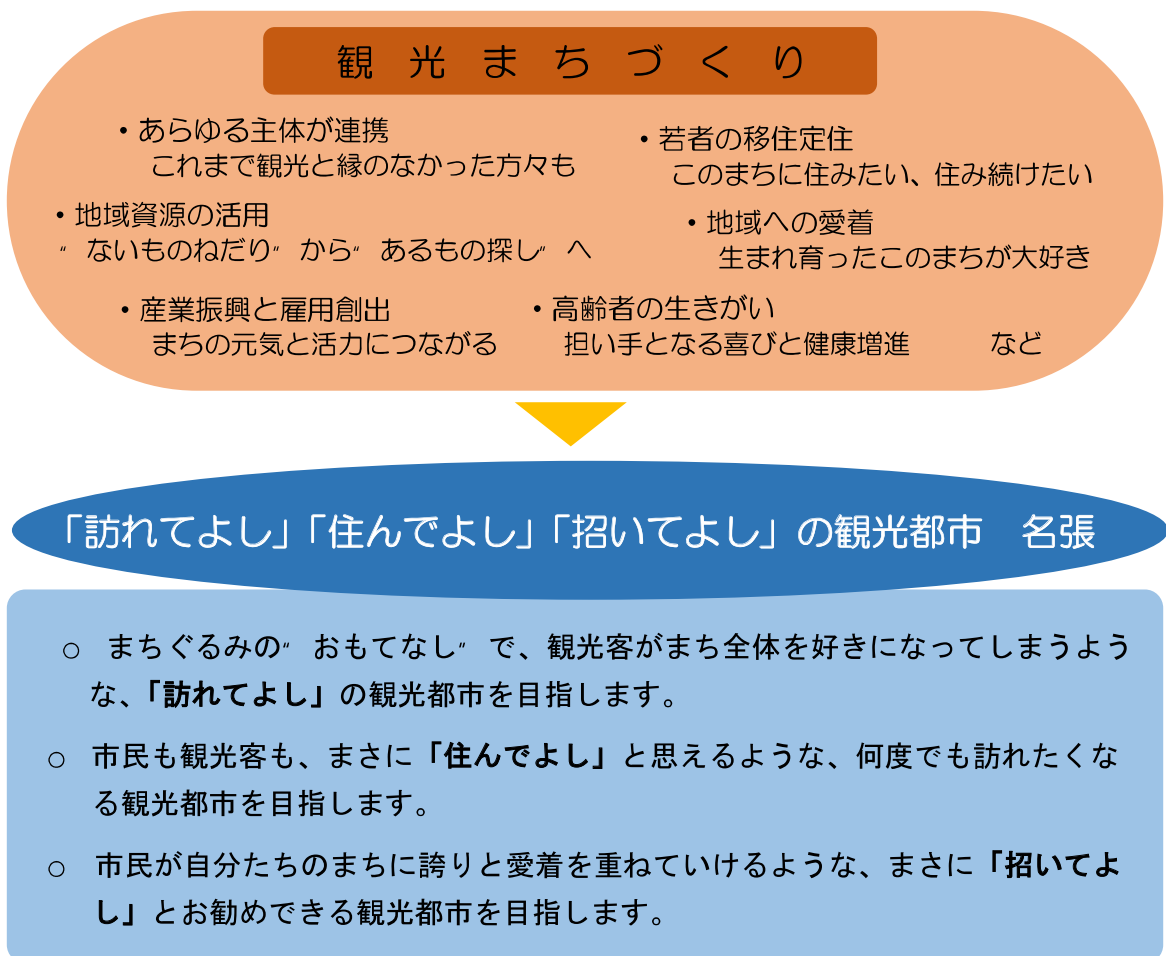 観光まちづくり
・あらゆる主体が連携
これまで観光と縁のなかった方々も
・若者の移住定住
このまちに住みたい、住み続けたい
・地域資源の活用
“ないものねだり”から“あるもの探し”へ
・地域への愛着
生まれ育ったこのまちが大好き
・産業振興と雇用創出
まちの元気と活力につながる
・高齢者の生きがい
担い手となる喜びと健康増進　など
「訪れてよし」「住んでよし」「招いてよし」の観光都市　名張
○ まちぐるみの“おもてなし”で、観光客がまち全体を好きになってしまうよう
な、「訪れてよし」の観光都市を目指します。
○ 市民も観光客も、まさに「住んでよし」と思えるような、何度でも訪れたくな
る観光都市を目指します。
○ 市民が自分たちのまちに誇りと愛着を重ねていけるような、まさに「招いてよ
し」とお勧めできる観光都市を目指します。